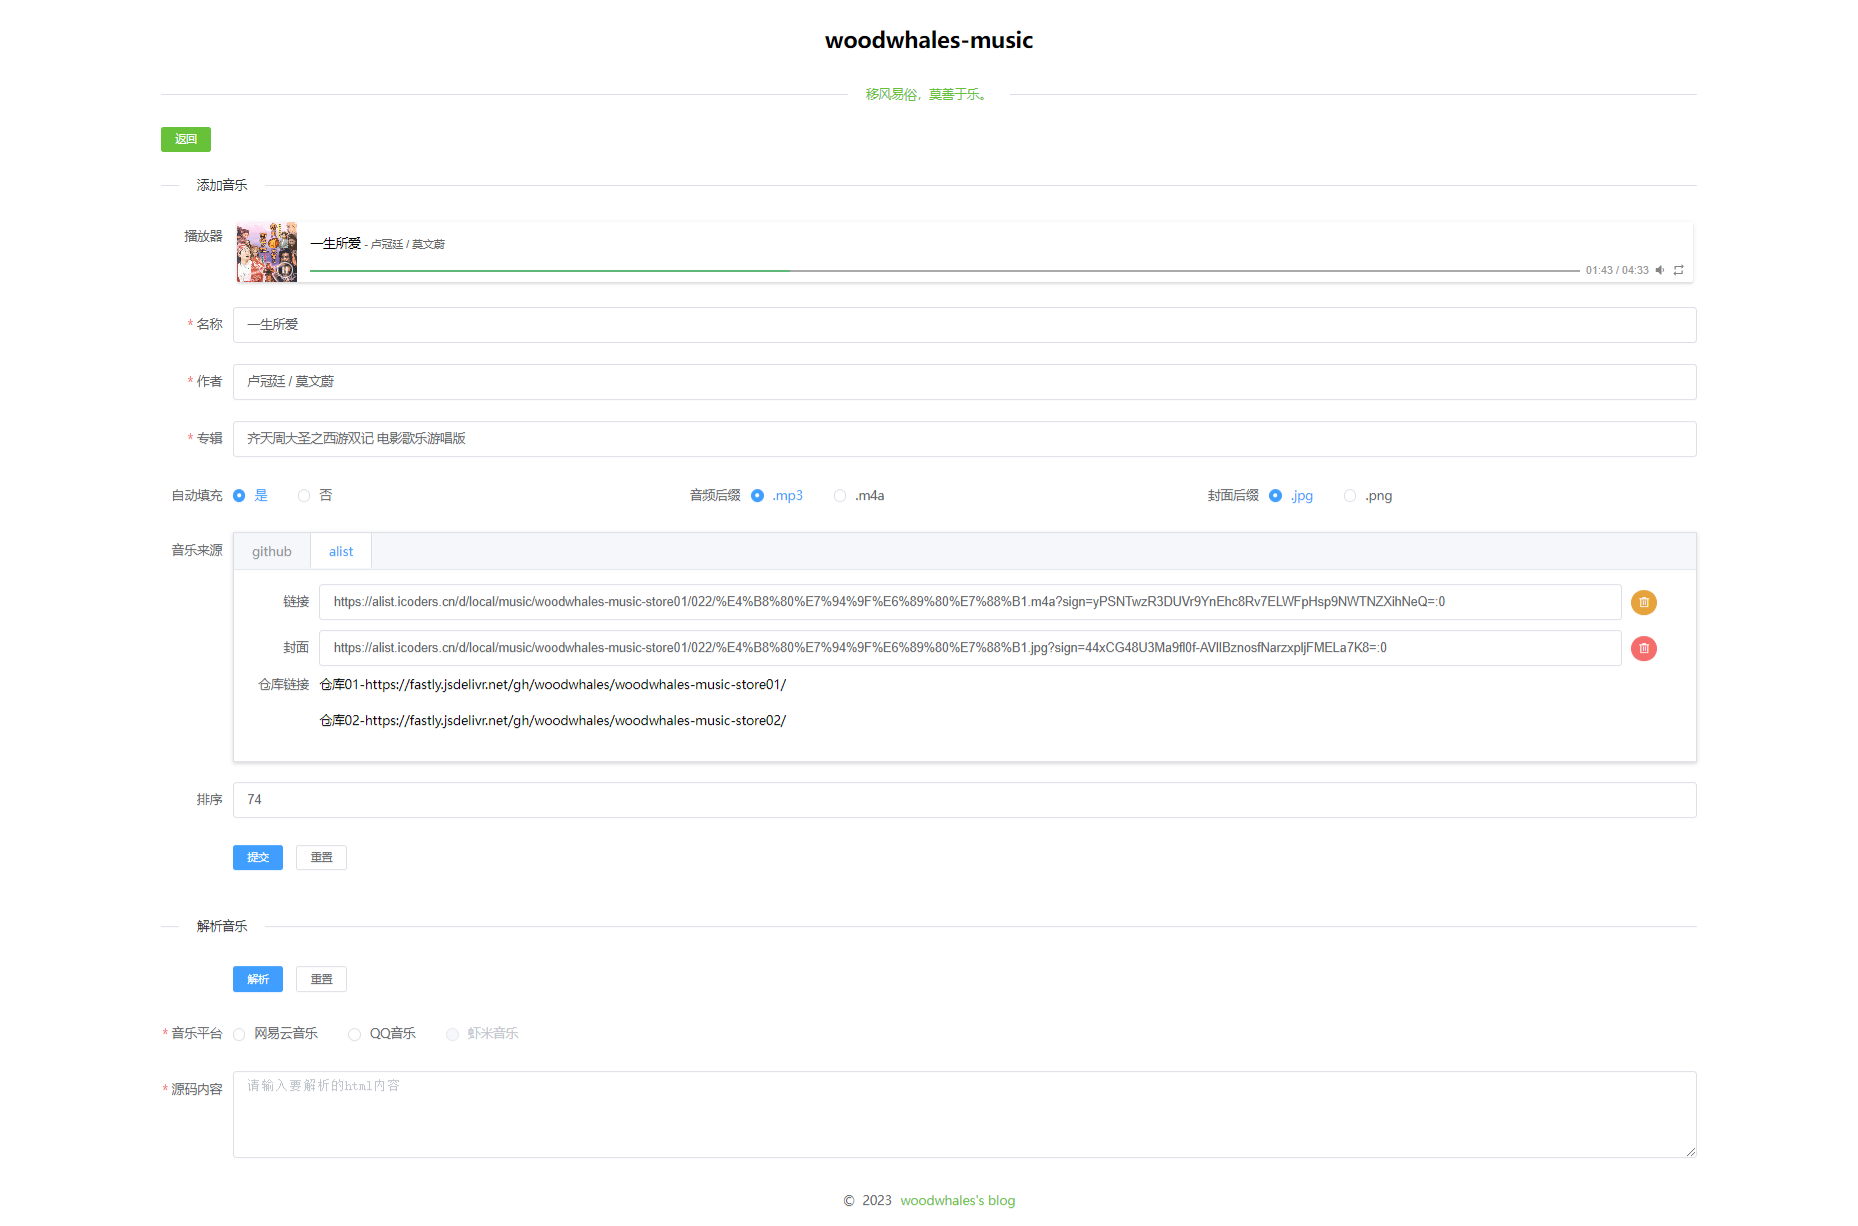 woodwhales-music
移风易俗，莫善于乐。
返回
添加音乐
播放器
一生所爱 - 卢冠廷 / 莫文蔚
01:43 / 04:33
* 名称 一生所爱
* 作者 卢冠廷 / 莫文蔚
* 专辑 齐天周大圣之西游双记 电影歌乐游唱版
自动填充 是 否 音频后缀 .mp3 .m4a 封面后缀 .jpg .png
音乐来源 github alist
链接 https://alist.icoders.cn/d/local/music/woodwhales-music-store01/022/%E4%B8%80%E7%94%9F%E6%89%80%E7%88%B1.m4a?sign=yPSNTwzR3DUVr9YnEhc8Rv7ELWFpHsp9NWTNZXihNeQ=:0
封面 https://alist.icoders.cn/d/local/music/woodwhales-music-store01/022/%E4%B8%80%E7%94%9F%E6%89%80%E7%88%B1.jpg?sign=44xCG48U3Ma9fl0f-AVIlBznosfNarzxpljFMELa7K8=:0
仓库链接 仓库01-https://fastly.jsdelivr.net/gh/woodwhales/woodwhales-music-store01/
仓库02-https://fastly.jsdelivr.net/gh/woodwhales/woodwhales-music-store02/
排序 74
提交 重置
解析音乐
解析 重置
* 音乐平台 网易云音乐 QQ音乐 虾米音乐
* 源码内容 请输入要解析的html内容
© 2023 woodwhales's blog